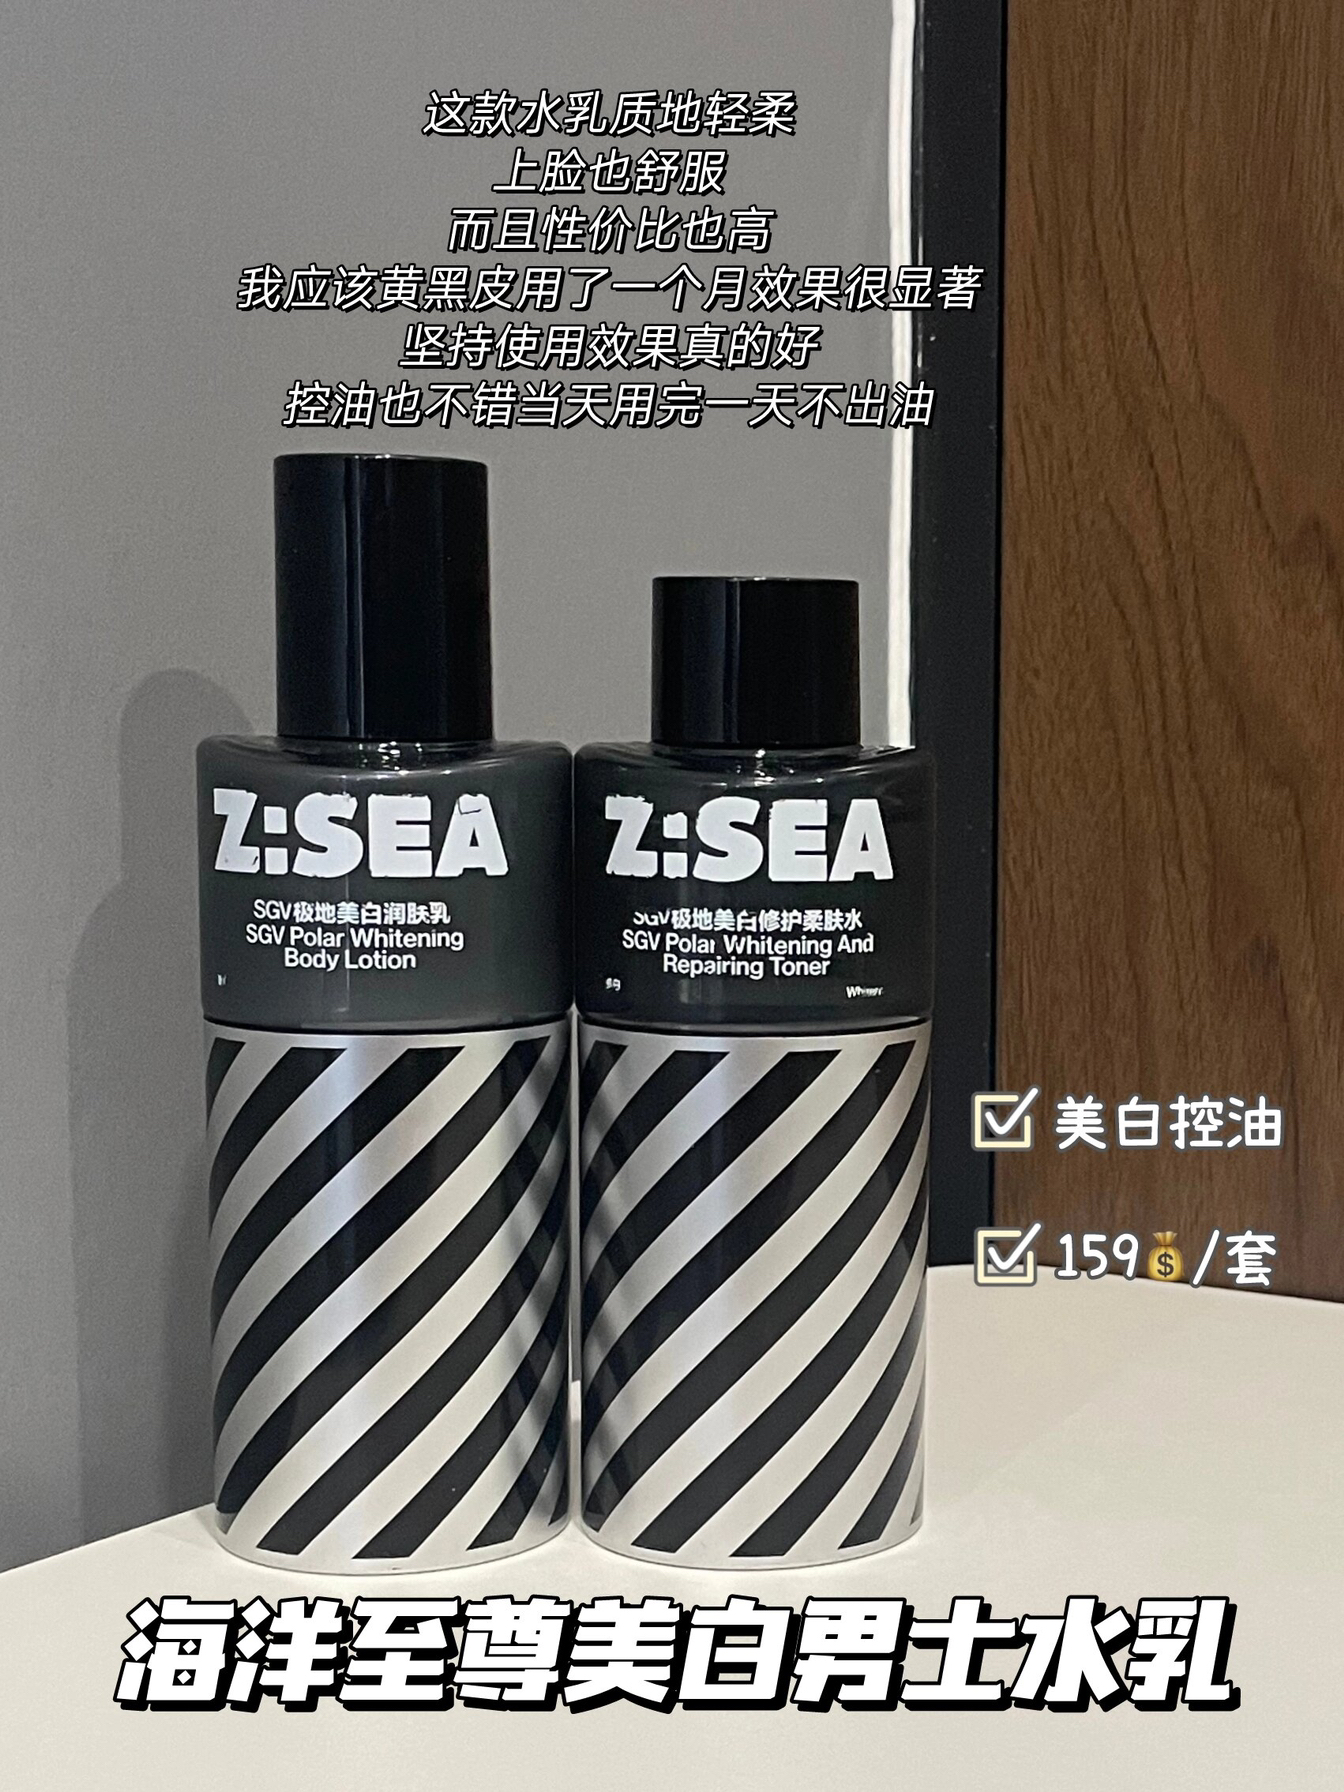 这款水乳质地轻柔
上脸也舒服
而且性价比也高
我应该黄黑皮用了一个月效果很显著
坚持使用效果真的好
控油也不错当天用完一天不出油
Z:SEA
SGV极地美白润肤乳
SGV Polar Whitening
Body Lotion
Z:SEA
SGV极地美白修护柔肤水
SGV Polar Whitening And
Repairing Toner
美白控油
159💰/套
海洋至尊美白男士水乳